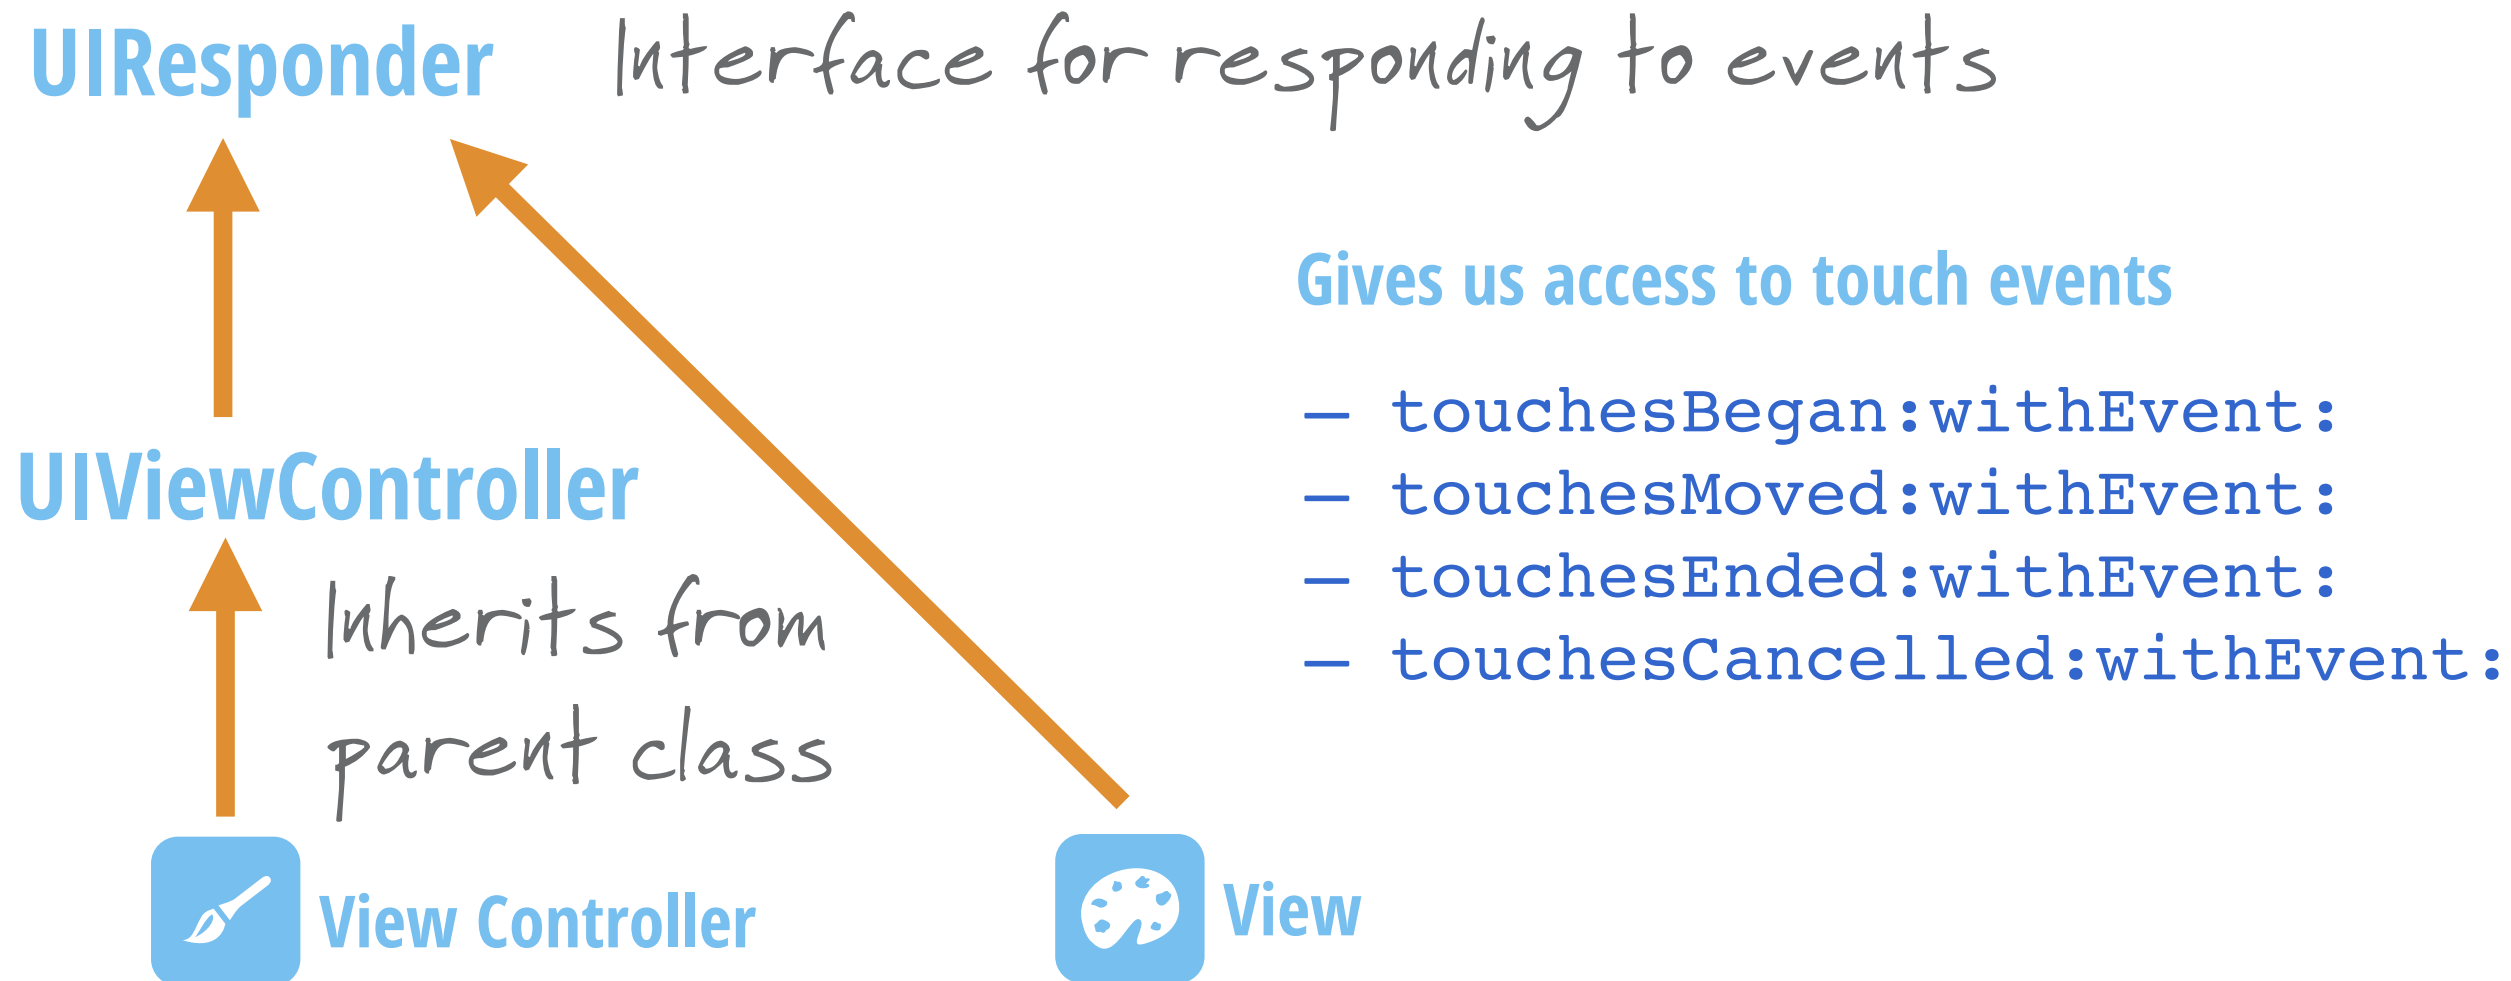 UIResponder
Interface for responding to events
Gives us access to touch events
– touchesBegan:withEvent:
– touchesMoved:withEvent:
– touchesEnded:withEvent:
– touchesCancelled:withEvent:
UIViewController
Inherits from
parent class
View Controller
View